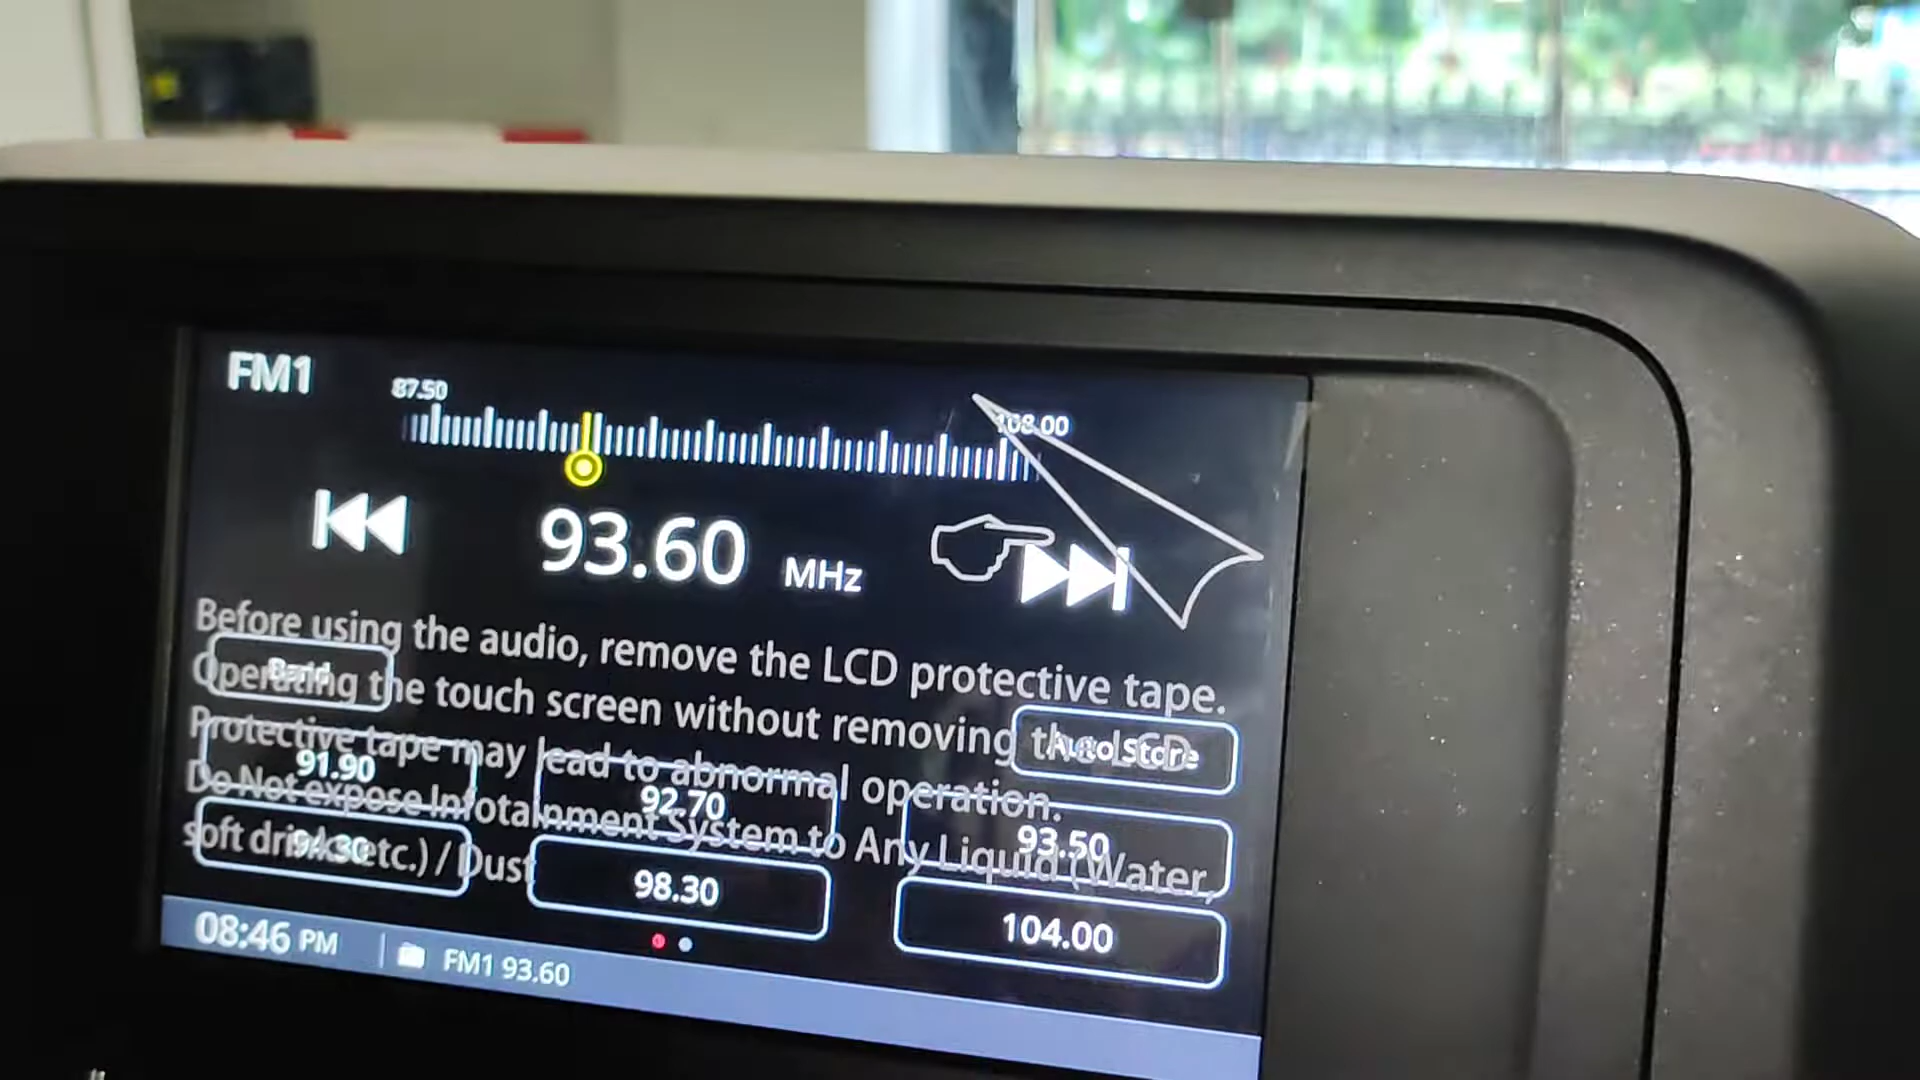 FM1
87.50
108.00
93.60 MHz
Before using the audio, remove the LCD protective tape.
Operating the touch screen without removing the LCD
Protective tape may lead to abnormal operation.
Do Not expose Infotainment System to Any Liquid (Water,
soft drinks etc.) / Dust
Band
Auto Store
91.90
92.70
93.50
94.30
98.30
104.00
08:46 PM
FM1 93.60